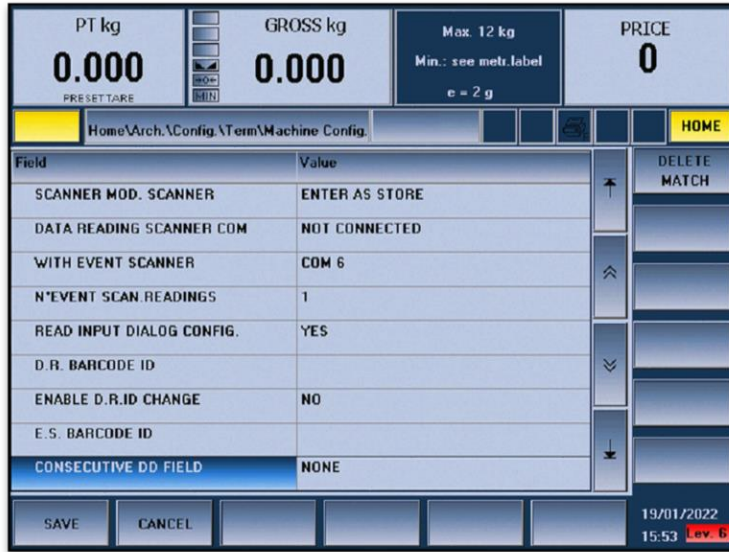 PT kg
0.000
PRESETTARE
→0←
MIN
GROSS kg
0.000
Max. 12 kg
Min.: see metr.label
e = 2 g
PRICE
0
Home\Arch.\Config.\Term\Machine Config.
HOME
Field Value
SCANNER MOD. SCANNER ENTER AS STORE
DATA READING SCANNER COM NOT CONNECTED
WITH EVENT SCANNER COM 6
N°EVENT SCAN.READINGS 1
READ INPUT DIALOG CONFIG. YES
D.R. BARCODE ID
ENABLE D.R.ID CHANGE NO
E.S. BARCODE ID
CONSECUTIVE DD FIELD NONE
DELETE
MATCH
SAVE CANCEL
19/01/2022
15:53 Lev. 6